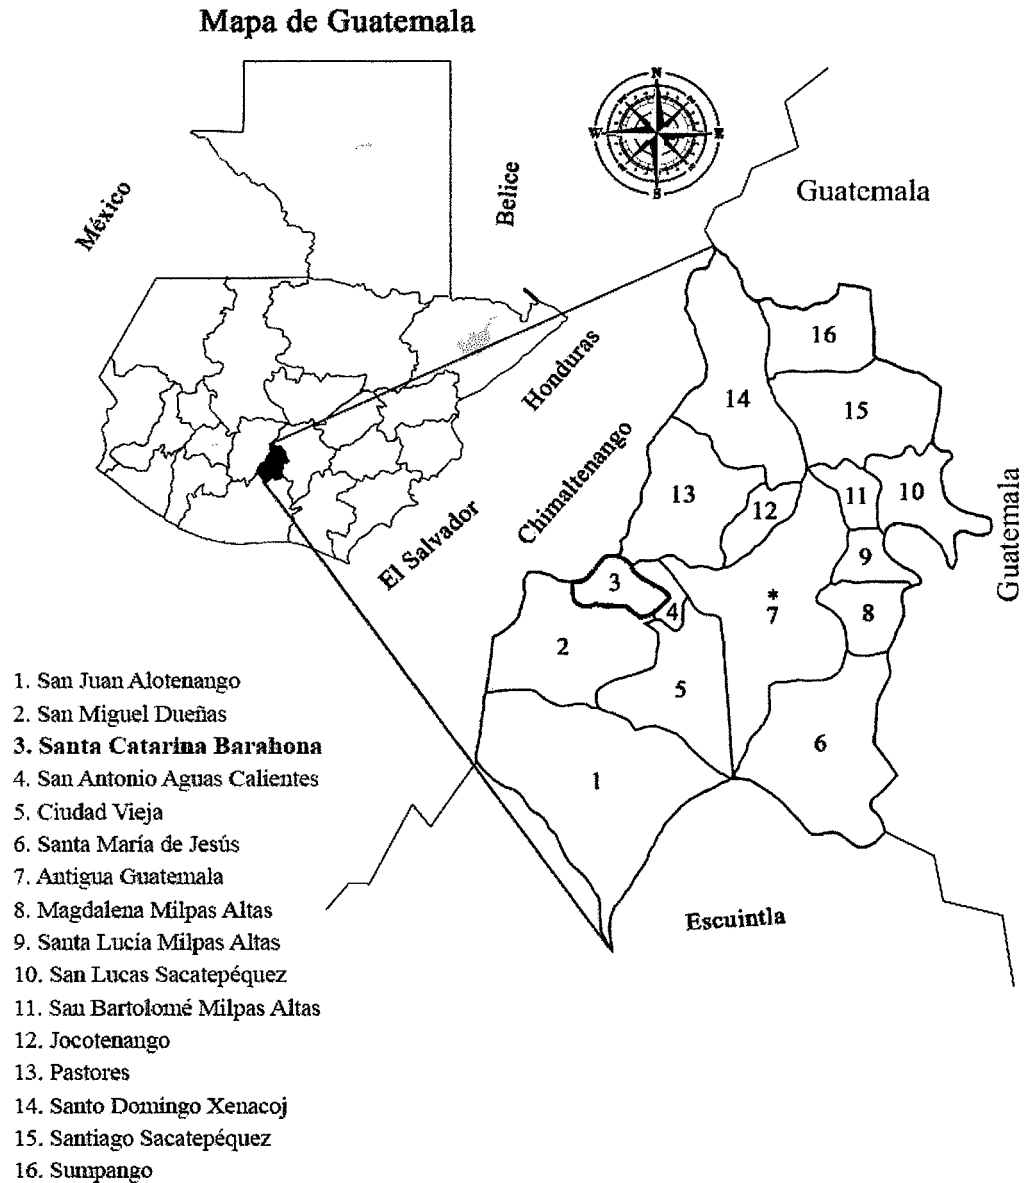 Mapa de Guatemala
N
W
E
S
México
Belice
Guatemala
Honduras
Chimaltenango
El Salvador
Guatemala
16
14
15
13
12
11
10
9
3
4
*
7
8
2
5
6
1
Escuintla
1. San Juan Alotenango
2. San Miguel Dueñas
3. Santa Catarina Barahona
4. San Antonio Aguas Calientes
5. Ciudad Vieja
6. Santa María de Jesús
7. Antigua Guatemala
8. Magdalena Milpas Altas
9. Santa Lucía Milpas Altas
10. San Lucas Sacatepéquez
11. San Bartolomé Milpas Altas
12. Jocotenango
13. Pastores
14. Santo Domingo Xenacoj
15. Santiago Sacatepéquez
16. Sumpango